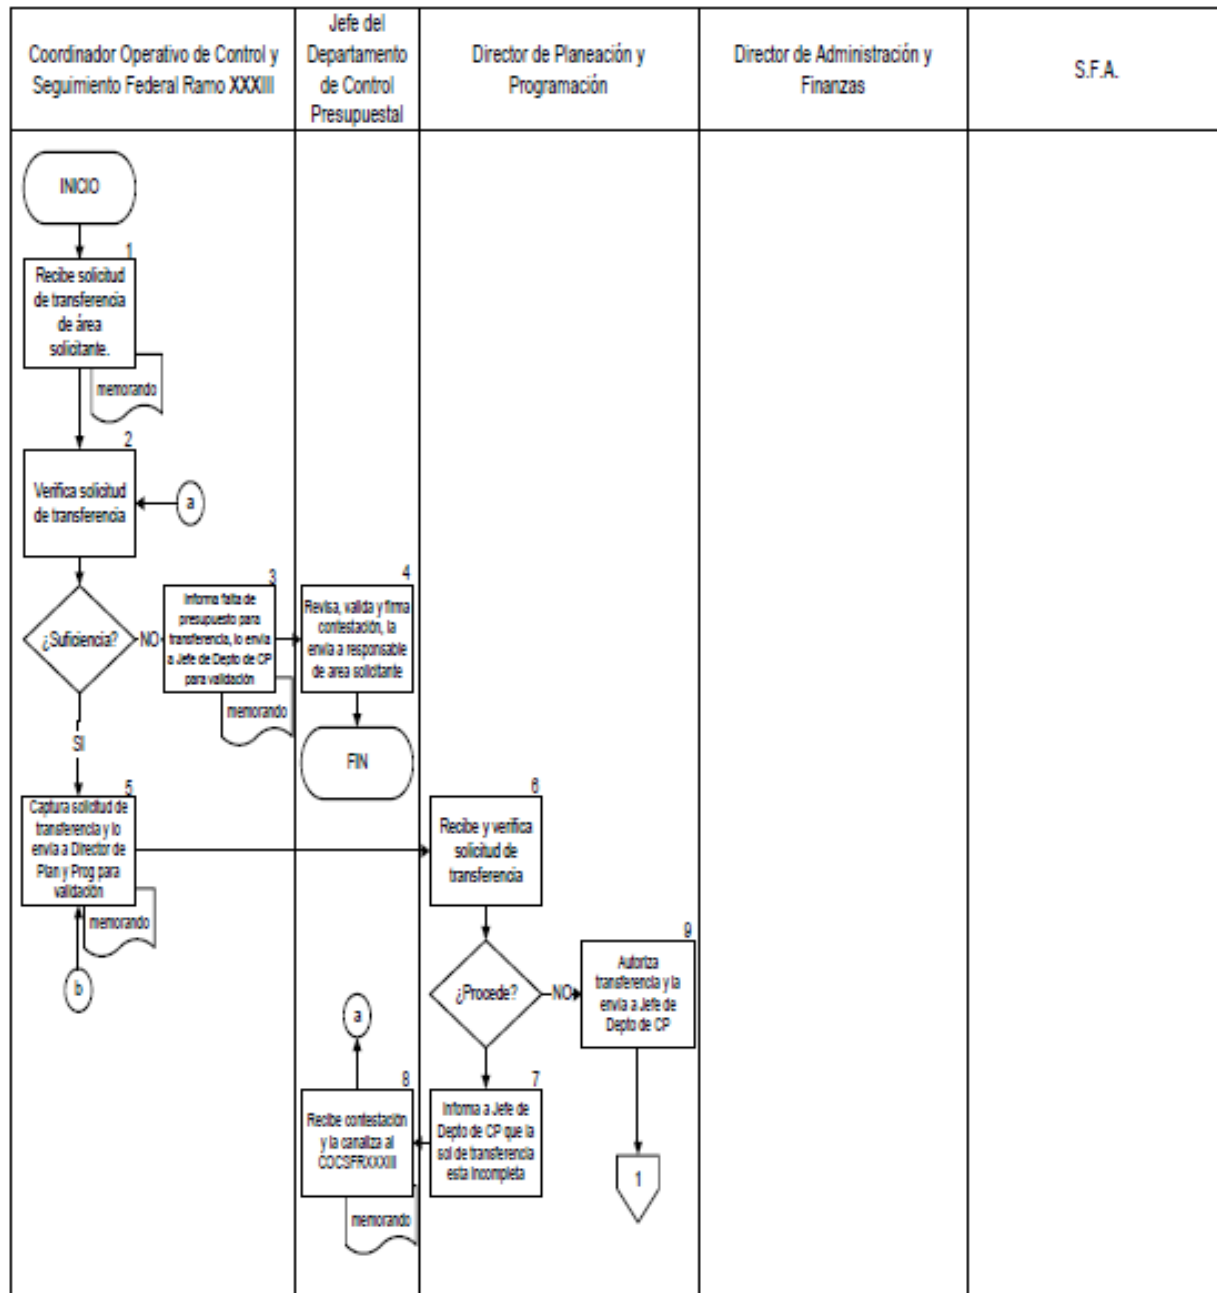 Coordinador Operativo de Control y
Seguimiento Federal Ramo XXXIII
Jefe del
Departamento
de Control
Presupuestal
Director de Planeación y
Programación
Director de Administración y
Finanzas
S.F.A.
INICIO
1
Recibe solicitud
de transferencia
de área
solicitante.
memorando
2
Verifica solicitud
de transferencia
a
¿Suficiencia?
NO
3
Informa falta de
presupuesto para
transferencia, lo envia
a Jefe de Depto de CP
para validación
memorando
4
Revisa, valida y firma
contestación, la
envia a responsable
de area solicitante
FIN
SI
5
Captura solicitud de
transferencia y lo
envia a Director de
Plan y Prog para
validación
memorando
b
6
Recibe y verifica
solicitud de
transferencia
¿Procede?
NO
9
Autoriza
transferencia y la
envia a Jefe de
Depto de CP
1
7
Informa a Jefe de
Depto de CP que la
sol de transferencia
esta incompleta
8
Recibe contestación
y la canaliza al
COCSFRXXXIII
memorando
a